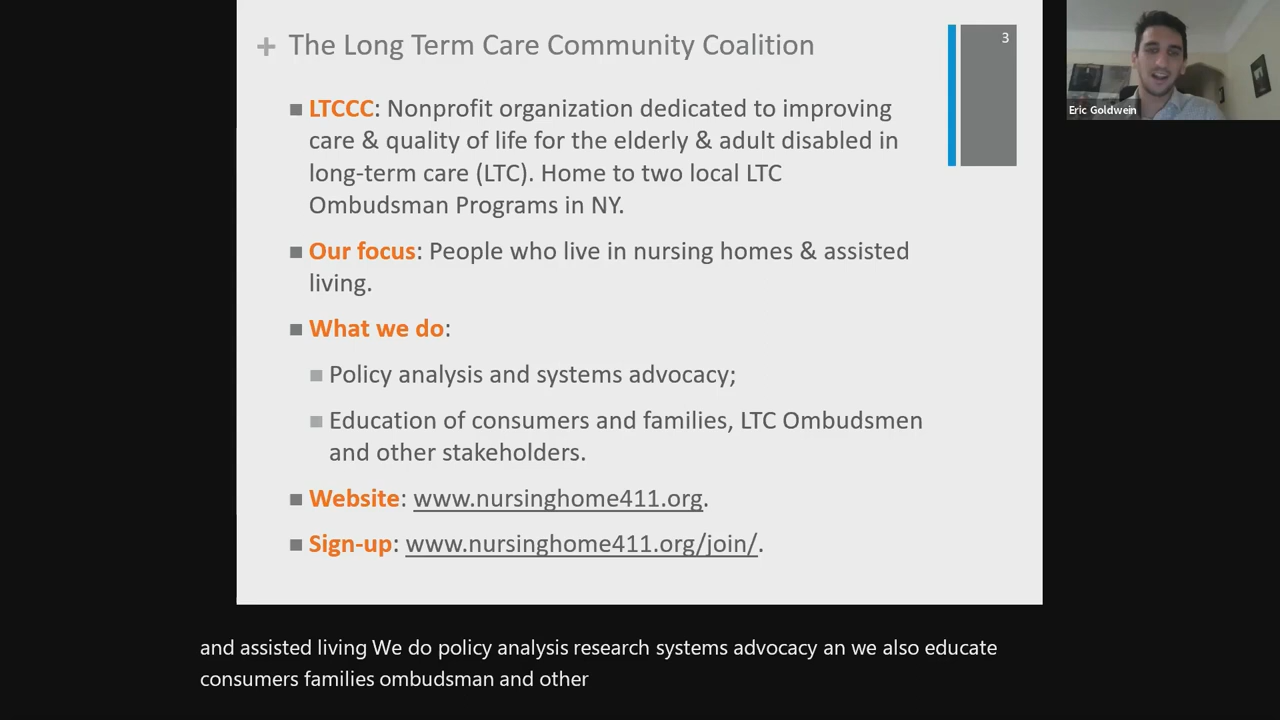 + The Long Term Care Community Coalition
3
Eric Goldwein
■ LTCCC: Nonprofit organization dedicated to improving
care & quality of life for the elderly & adult disabled in
long-term care (LTC). Home to two local LTC
Ombudsman Programs in NY.
■ Our focus: People who live in nursing homes & assisted
living.
■ What we do:
■ Policy analysis and systems advocacy;
■ Education of consumers and families, LTC Ombudsmen
and other stakeholders.
■ Website: www.nursinghome411.org.
■ Sign-up: www.nursinghome411.org/join/.
and assisted living We do policy analysis research systems advocacy an we also educate
consumers families ombudsman and other